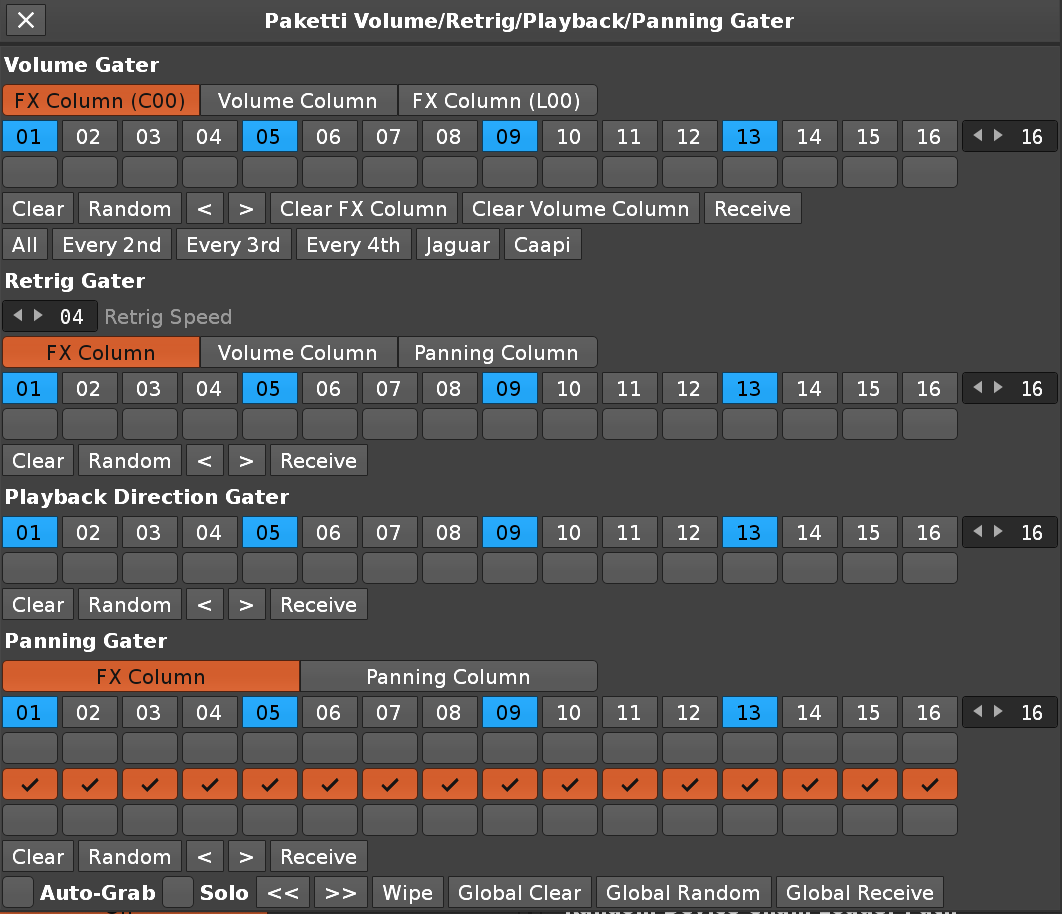 Paketti Volume/Retrig/Playback/Panning Gater
Volume Gater
FX Column (C00) Volume Column FX Column (L00)
01 02 03 04 05 06 07 08 09 10 11 12 13 14 15 16 16
Clear Random < > Clear FX Column Clear Volume Column Receive
All Every 2nd Every 3rd Every 4th Jaguar Caapi
Retrig Gater
04 Retrig Speed
FX Column Volume Column Panning Column
01 02 03 04 05 06 07 08 09 10 11 12 13 14 15 16 16
Clear Random < > Receive
Playback Direction Gater
01 02 03 04 05 06 07 08 09 10 11 12 13 14 15 16 16
Clear Random < > Receive
Panning Gater
FX Column Panning Column
01 02 03 04 05 06 07 08 09 10 11 12 13 14 15 16 16
Clear Random < > Receive
Auto-Grab Solo << >> Wipe Global Clear Global Random Global Receive